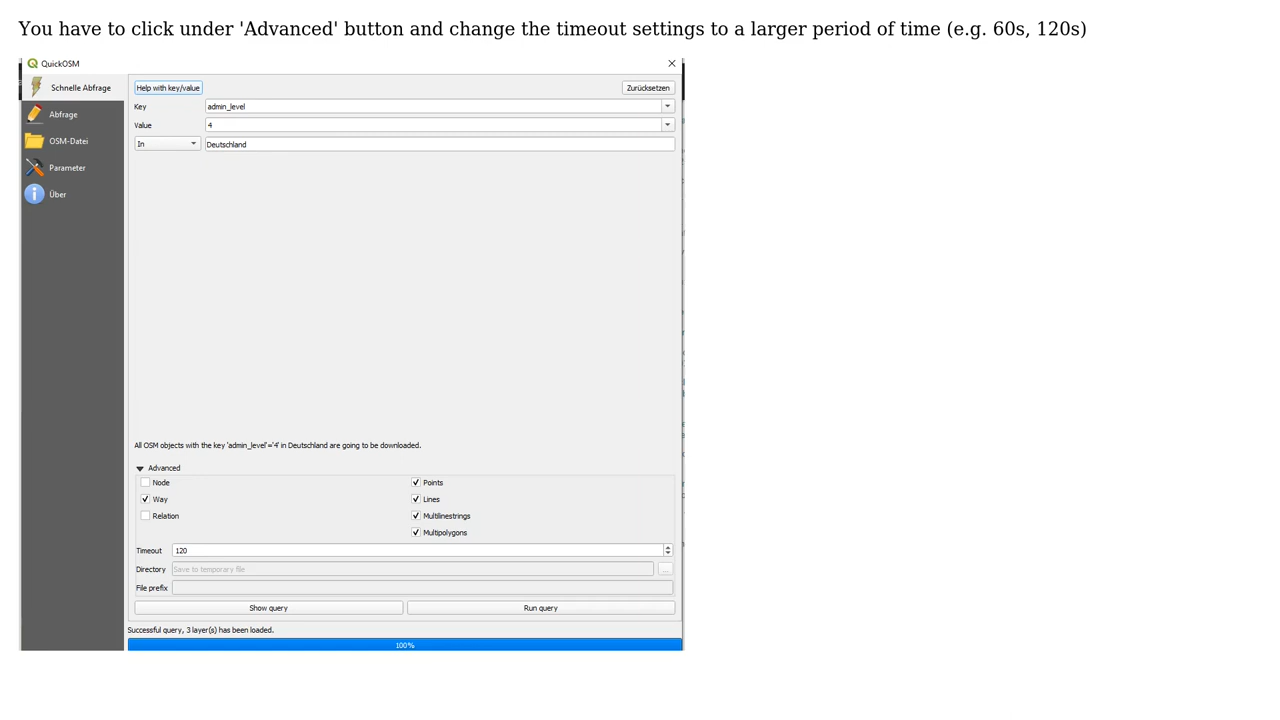 You have to click under 'Advanced' button and change the timeout settings to a larger period of time (e.g. 60s, 120s)
QuickOSM
Schnelle Abfrage
Help with key/value
Zurücksetzen
Key
admin_level
Abfrage
Value
4
OSM-Datei
In
Deutschland
Parameter
Über
All OSM objects with the key 'admin_level'='4' in Deutschland are going to be downloaded.
Advanced
Node
Points
Way
Lines
Relation
Multilinestrings
Multipolygons
Timeout
120
Directory
Save to temporary file
...
File prefix
Show query
Run query
Successful query, 3 layer(s) has been loaded.
100%